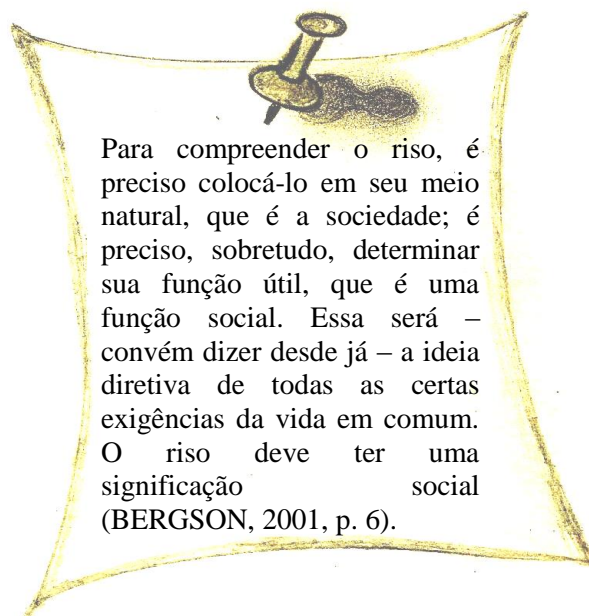 Para compreender o riso, é
preciso colocá-lo em seu meio
natural, que é a sociedade; é
preciso, sobretudo, determinar
sua função útil, que é uma
função social. Essa será –
convém dizer desde já – a ideia
diretiva de todas as certas
exigências da vida em comum.
O riso deve ter uma
significação social
(BERGSON, 2001, p. 6).